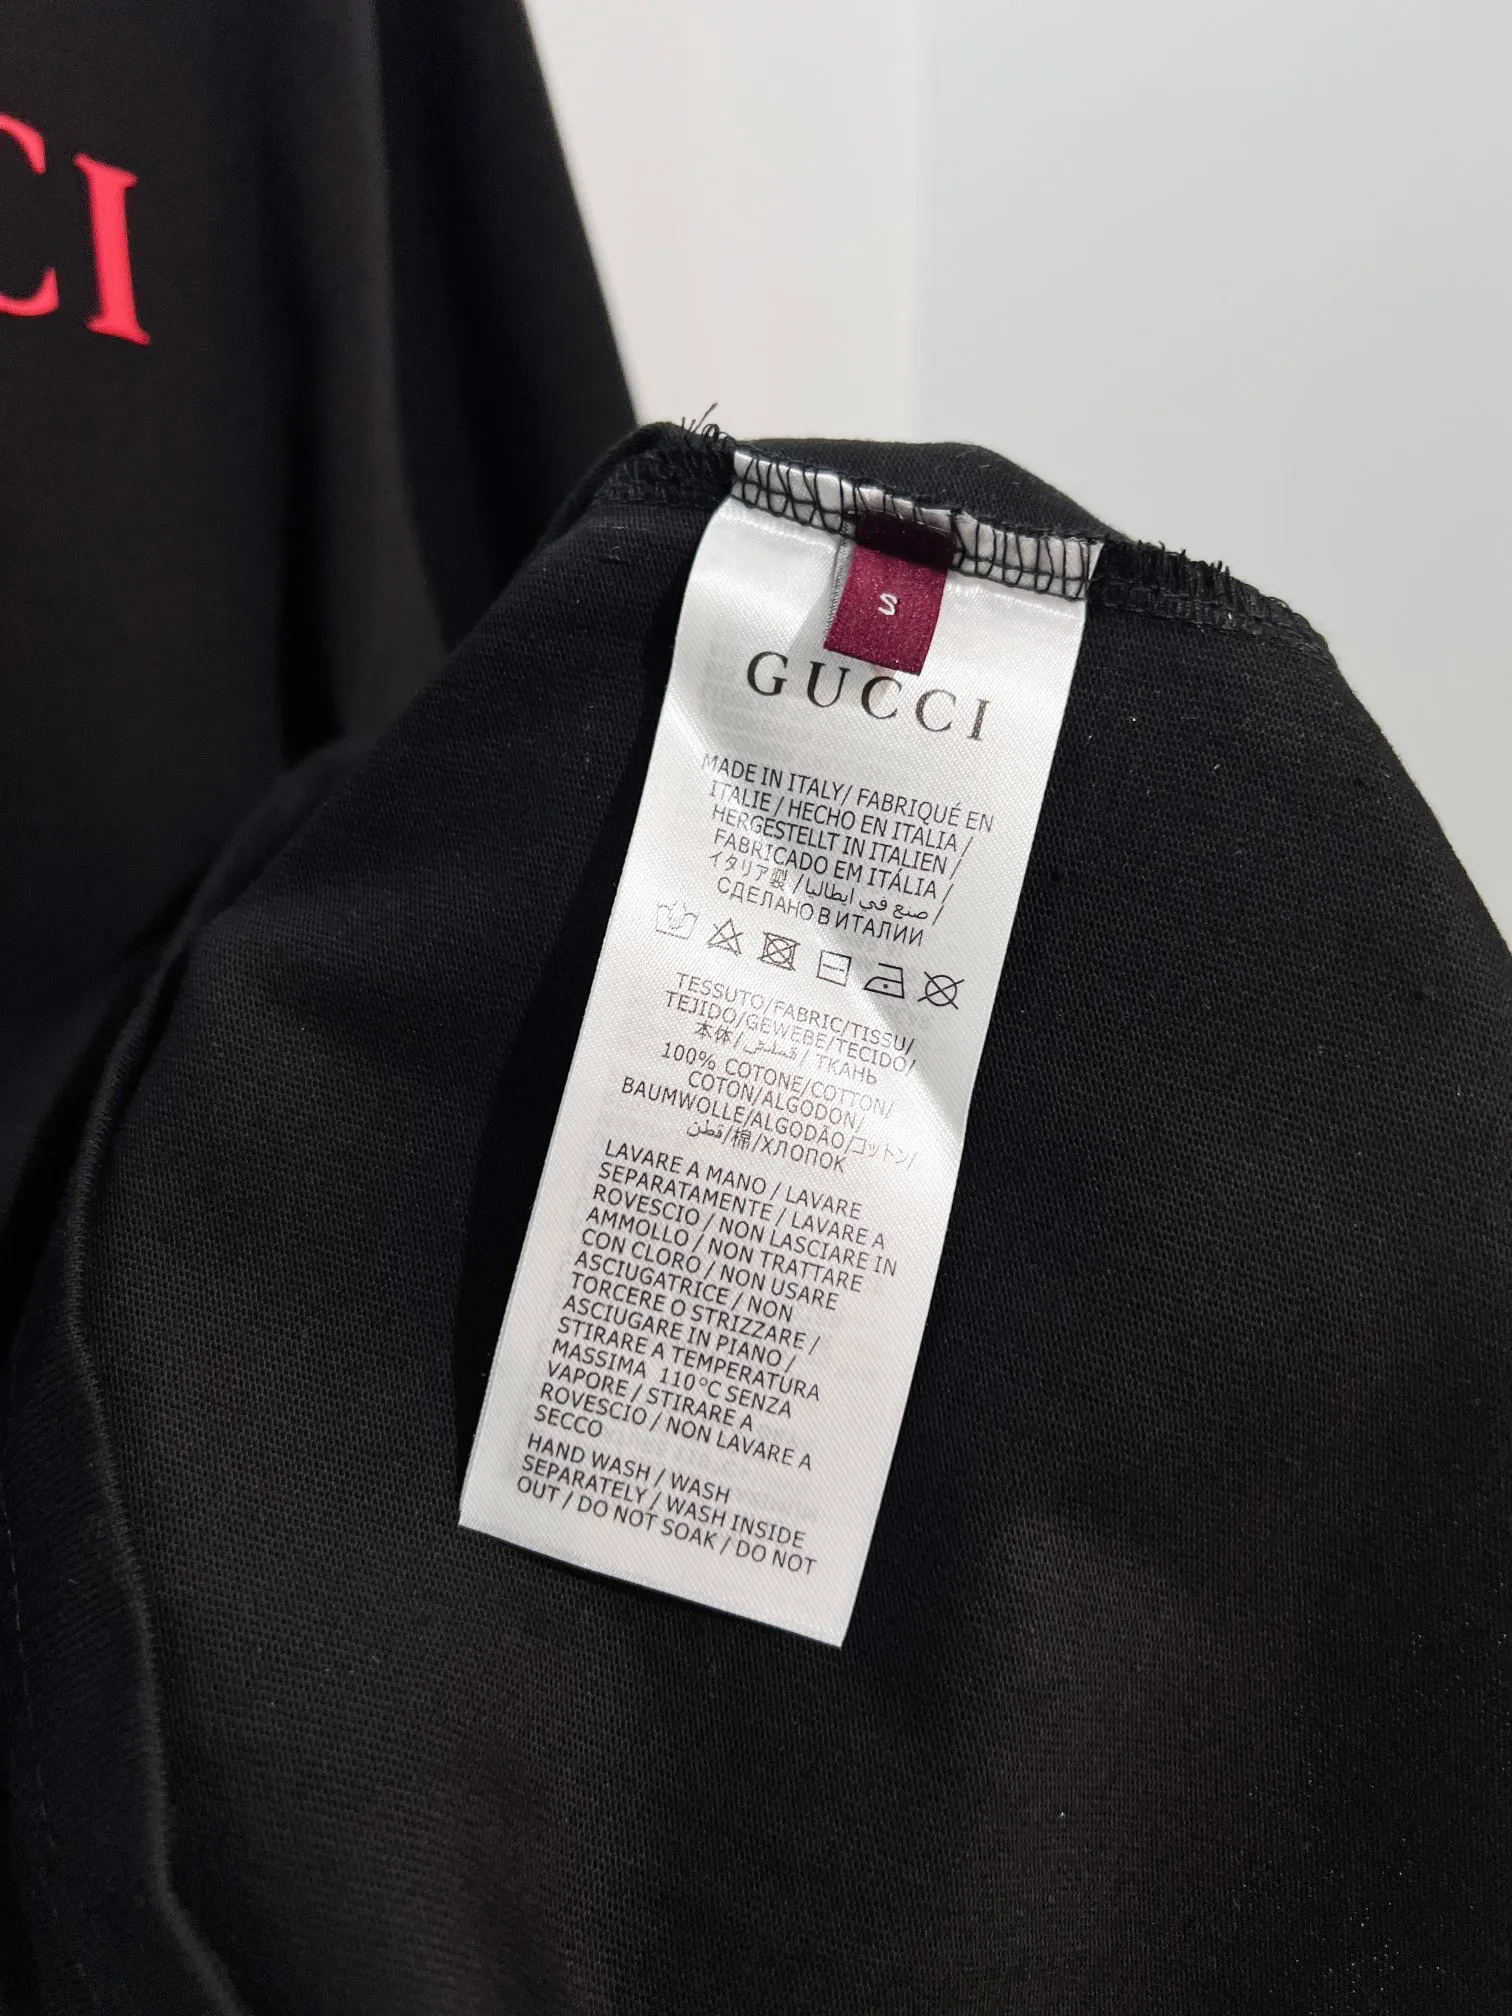 CCI
S
GUCCI
MADE IN ITALY/ FABRIQUÉ EN
ITALIE / HECHO EN ITALIA /
HERGESTELLT IN ITALIEN /
FABRICADO EM ITÁLIA /
イタリア製 /صنع في ايطاليا /
СДЕЛАНО В ИТАЛИИ
TESSUTO/FABRIC/TISSU/
TEJIDO/GEWEBE/TECIDO/
本体/قماش/ ТКАНЬ
100% COTONE/COTTON/
COTON/ALGODON/
BAUMWOLLE/ALGODÃO/コットン/
قطن/棉/ХЛОПОК
LAVARE A MANO / LAVARE
SEPARATAMENTE / LAVARE A
ROVESCIO / NON LASCIARE IN
AMMOLLO / NON TRATTARE
CON CLORO / NON USARE
ASCIUGATRICE / NON
TORCERE O STRIZZARE /
ASCIUGARE IN PIANO /
STIRARE A TEMPERATURA
MASSIMA 110°C SENZA
VAPORE / STIRARE A
ROVESCIO / NON LAVARE A
SECCO
HAND WASH / WASH
SEPARATELY / WASH INSIDE
OUT / DO NOT SOAK / DO NOT